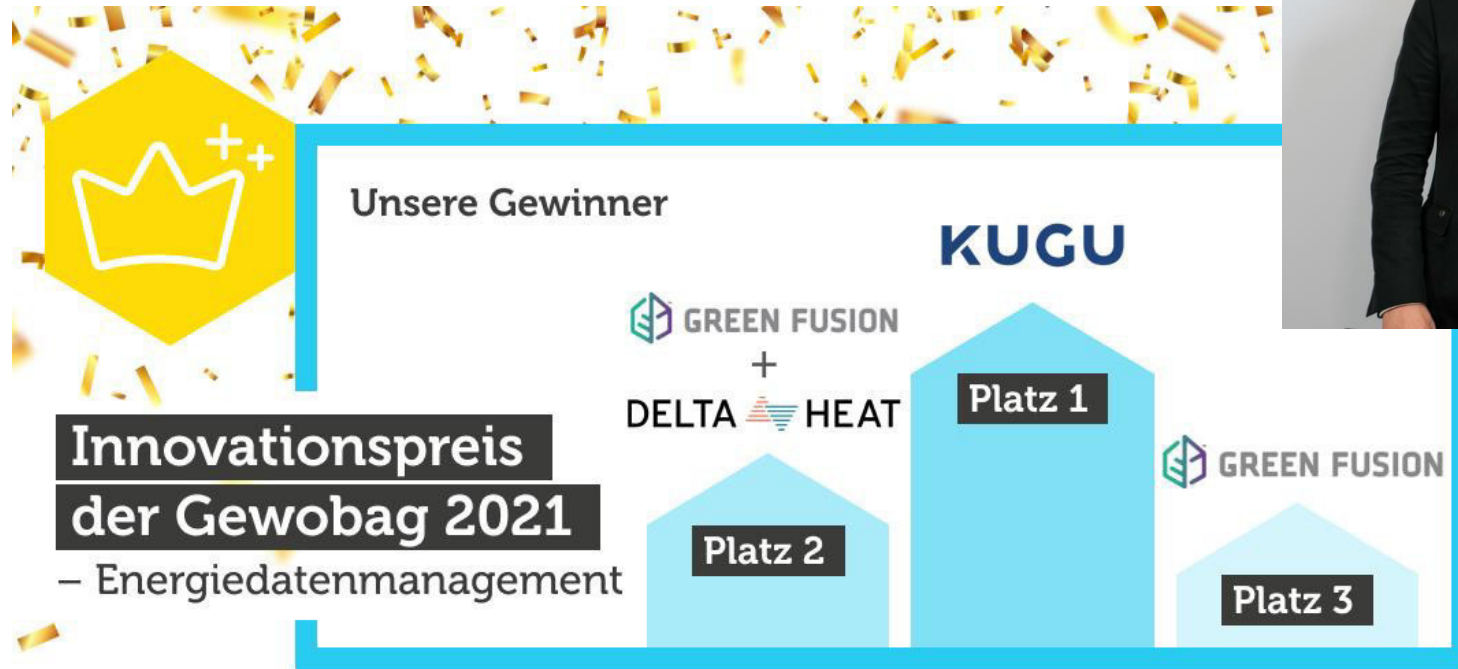 Unsere Gewinner
KUGU
GREEN FUSION
+
DELTA HEAT
GREEN FUSION
Platz 1
Platz 2
Platz 3
Innovationspreis
der Gewobag 2021
– Energiedatenmanagement